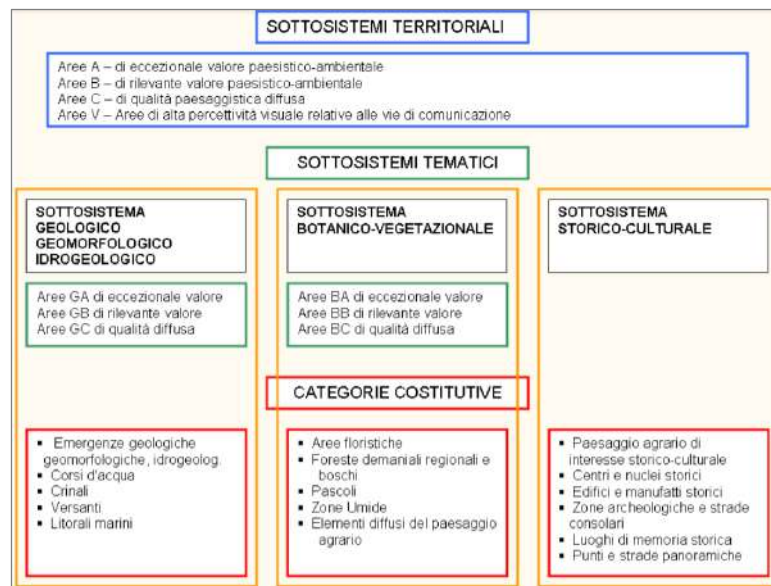 SOTTOSISTEMI TERRITORIALI
Aree A – di eccezionale valore paesistico-ambientale
Aree B – di rilevante valore paesistico-ambientale
Aree C – di qualità paesaggistica diffusa
Aree V – Aree di alta percettività visuale relative alle vie di comunicazione
SOTTOSISTEMI TEMATICI
SOTTOSISTEMA
GEOLOGICO
GEOMORFOLOGICO
IDROGEOLOGICO
Aree GA di eccezionale valore
Aree GB di rilevante valore
Aree GC di qualità diffusa
SOTTOSISTEMA
BOTANICO-VEGETAZIONALE
Aree BA di eccezionale valore
Aree BB di rilevante valore
Aree BC di qualità diffusa
SOTTOSISTEMA
STORICO-CULTURALE
CATEGORIE COSTITUTIVE
▪ Emergenze geologiche
geomorfologiche, idrogeolog.
▪ Corsi d'acqua
▪ Crinali
▪ Versanti
▪ Litorali marini
▪ Aree floristiche
▪ Foreste demaniali regionali e
boschi
▪ Pascoli
▪ Zone Umide
▪ Elementi diffusi del paesaggio
agrario
▪ Paesaggio agrario di
interesse storico-culturale
▪ Centri e nuclei storici
▪ Edifici e manufatti storici
▪ Zone archeologiche e strade
consolari
▪ Luoghi di memoria storica
▪ Punti e strade panoramiche